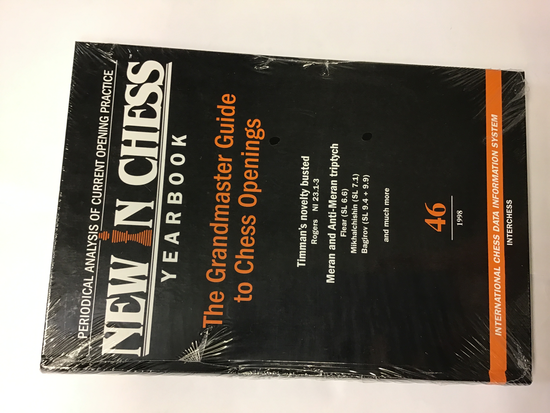 PERIODICAL ANALYSIS OF CURRENT OPENING PRACTICE
NEW IN CHESS
YEARBOOK
The Grandmaster Guide
to Chess Openings
Timman's novelty busted
Rogers NI 23.1-3
Meran and Anti-Meran triptych
Flear (SL 6.6)
Mikhalchishin (SL 7.1)
Bagirov (SL 9.4 + 9.9)
and much more
46
1998
INTERNATIONAL CHESS DATA INFORMATION SYSTEM
INTERCHESS